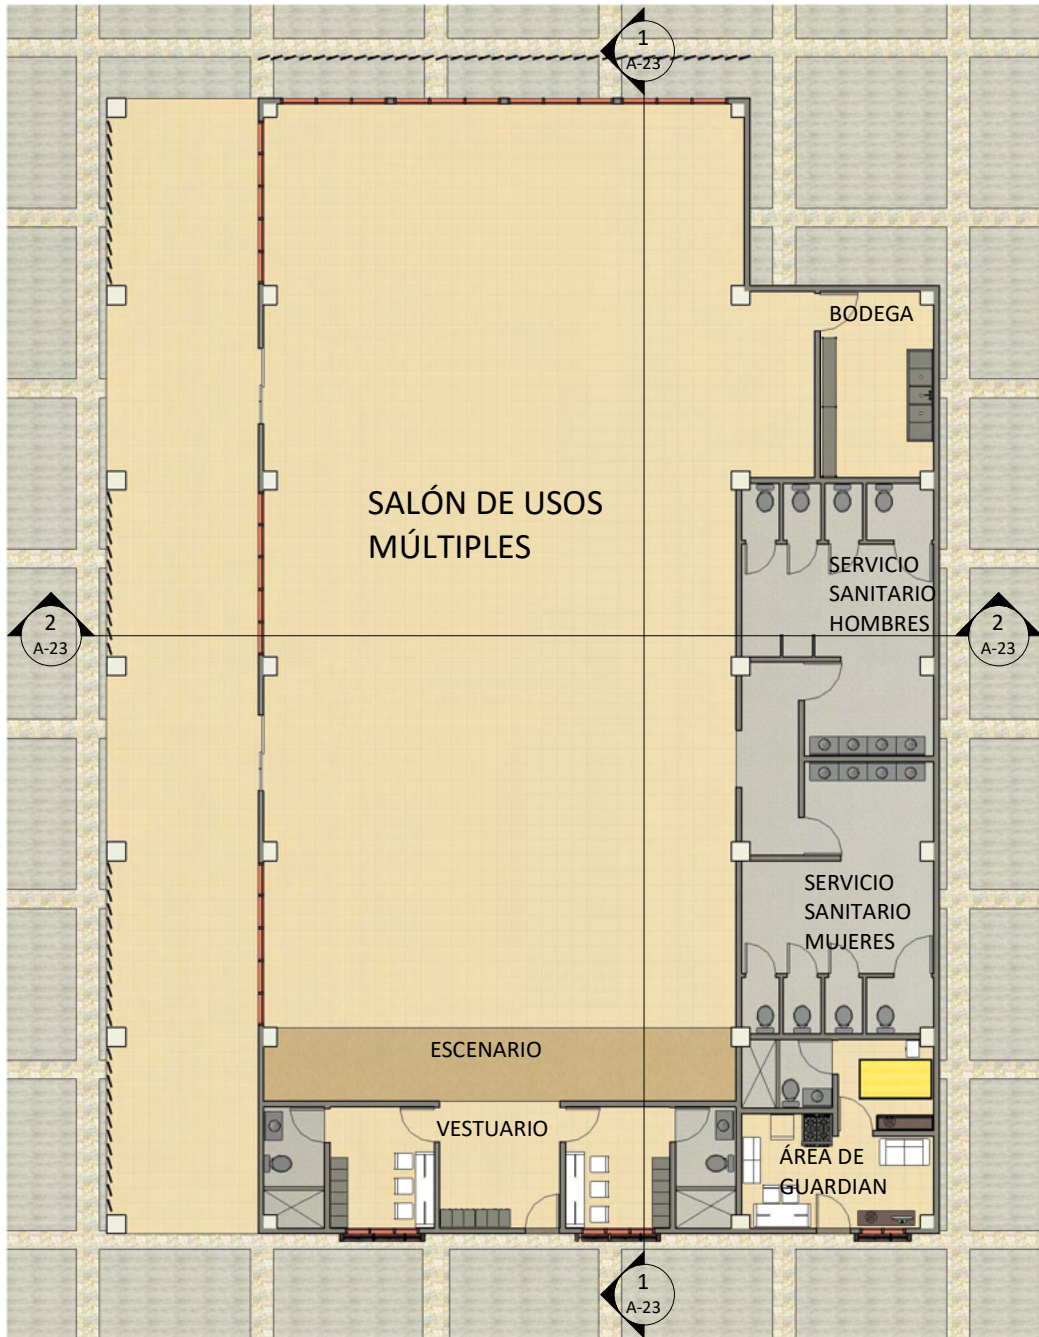 1
A-23
BODEGA
SALÓN DE USOS
MÚLTIPLES
SERVICIO
SANITARIO
HOMBRES
2
A-23
2
A-23
SERVICIO
SANITARIO
MUJERES
ESCENARIO
VESTUARIO
ÁREA DE
GUARDIAN
1
A-23